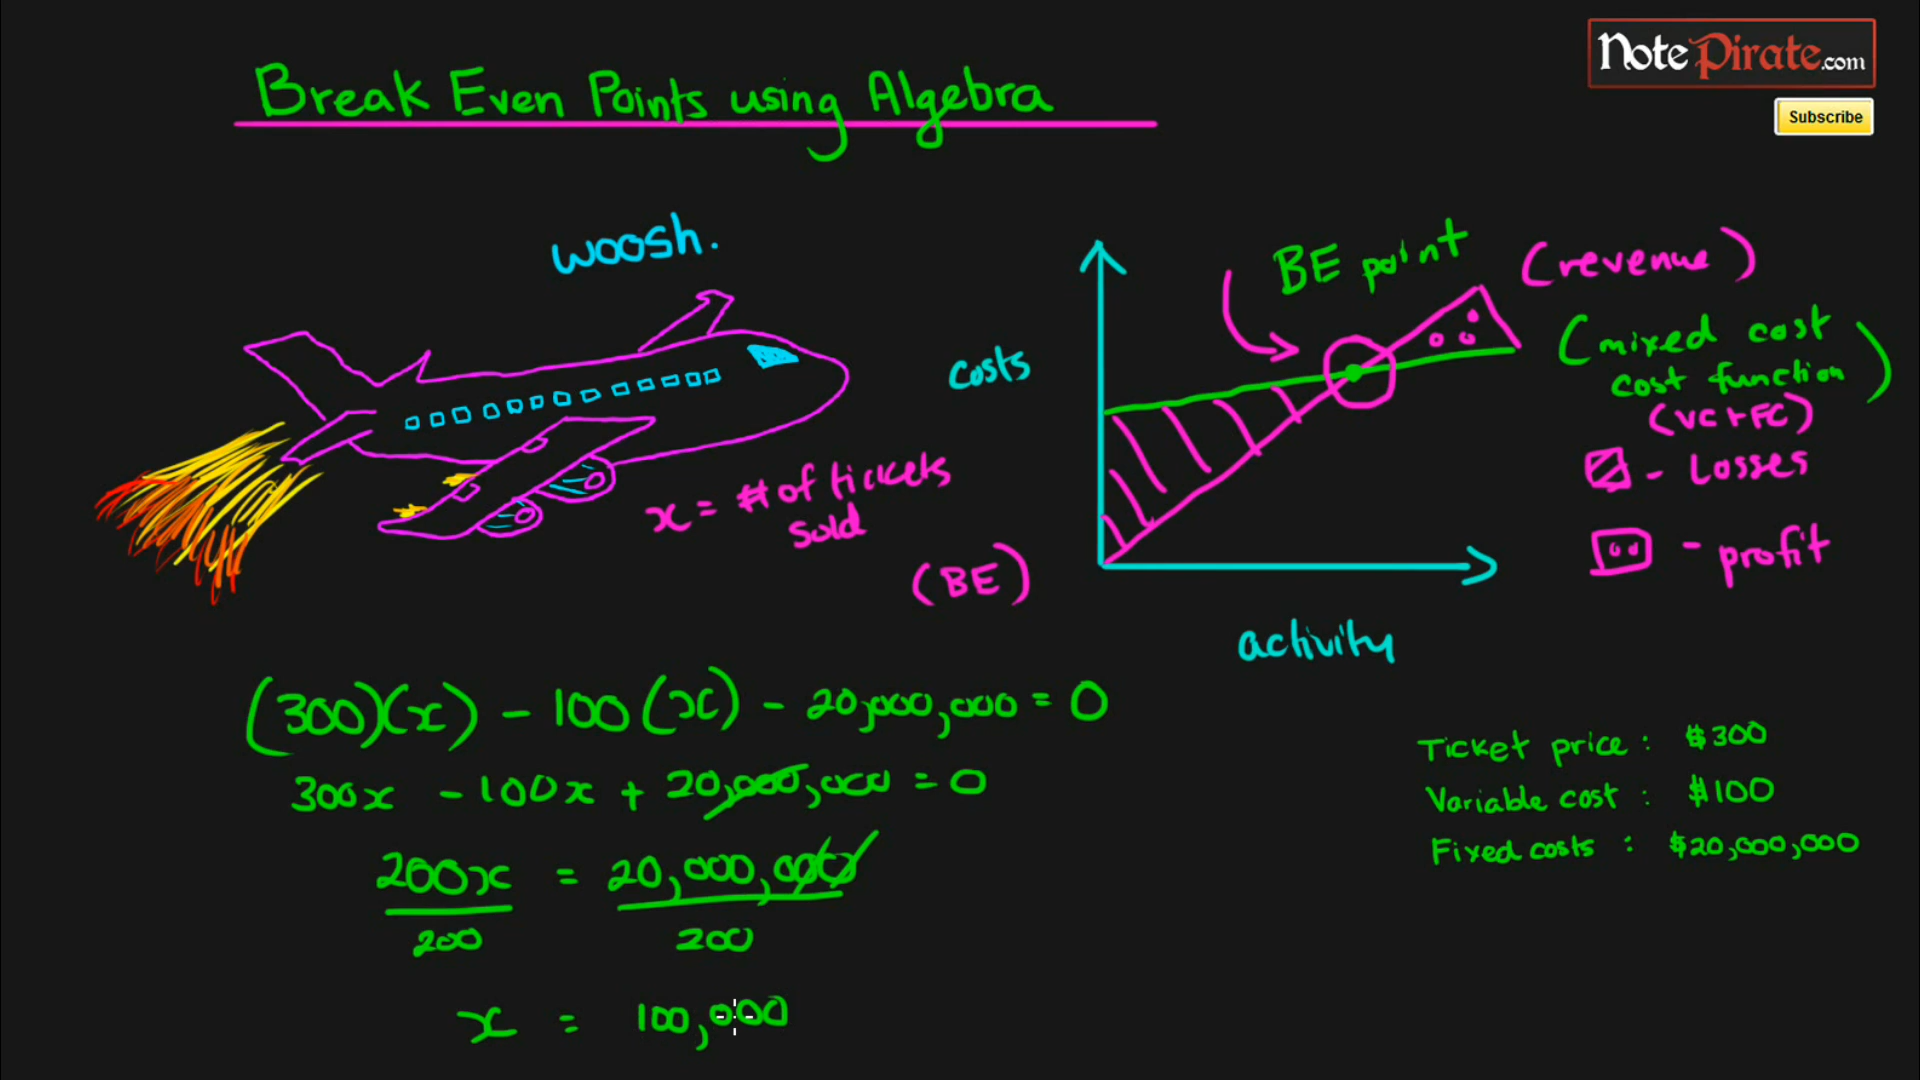 Break Even Points using Algebra
Note Pirate.com
Subscribe
woosh.
BE point
(revenue)
(mixed cost
cost function)
(VC+FC)
costs
- Losses
- profit
x = # of tickets
sold
(BE)
activity
(300)(x) - 100(x) - 20,000,000 = 0
300x - 100x + 20,000,000 = 0
200x = 20,000,000
200 200
x = 100,000
Ticket price : $300
Variable cost : $100
Fixed costs : $20,000,000